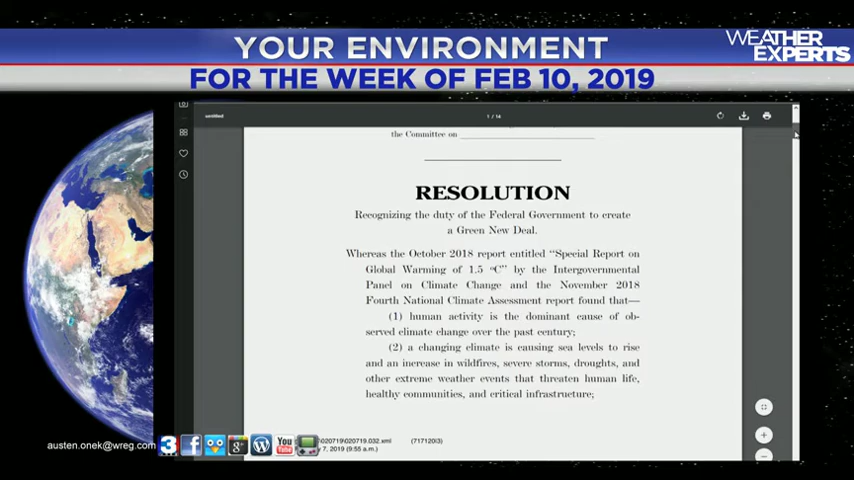 YOUR ENVIRONMENT
WEATHER
EXPERTS
FOR THE WEEK OF FEB 10, 2019
untitled
1 / 14
the Committee on
RESOLUTION
Recognizing the duty of the Federal Government to create
a Green New Deal.
Whereas the October 2018 report entitled “Special Report on
Global Warming of 1.5 ºC” by the Intergovernmental
Panel on Climate Change and the November 2018
Fourth National Climate Assessment report found that—
(1) human activity is the dominant cause of ob-
served climate change over the past century;
(2) a changing climate is causing sea levels to rise
and an increase in wildfires, severe storms, droughts, and
other extreme weather events that threaten human life,
healthy communities, and critical infrastructure;
austen.onek@wreg.com
3
f
g+
W
You
020719\020719.032.xml (717120|3)
7, 2019 (9:55 a.m.)